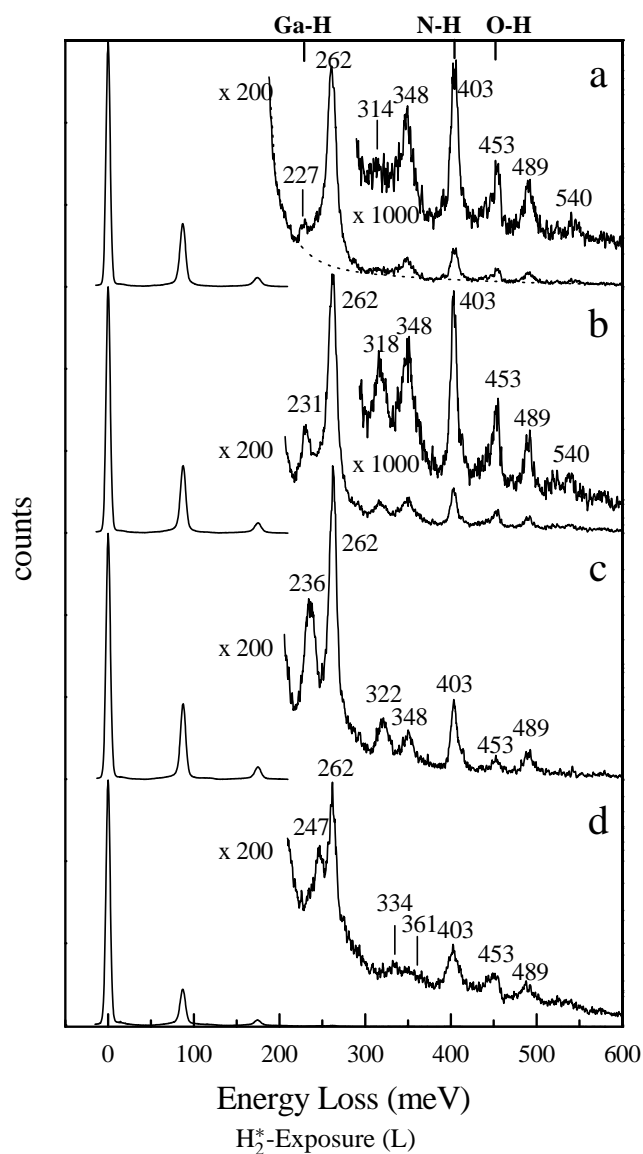 Ga-H N-H O-H
262 a
x 200 314 348 403
227 453
489
x 1000 540
262 403 b
318 348
231 453
489
x 200 x 1000 540
262 c
236
x 200
322 403
348 453 489
262 d
247
x 200
334
361 403 453
489
counts
0 100 200 300 400 500 600
Energy Loss (meV)
H₂*-Exposure (L)